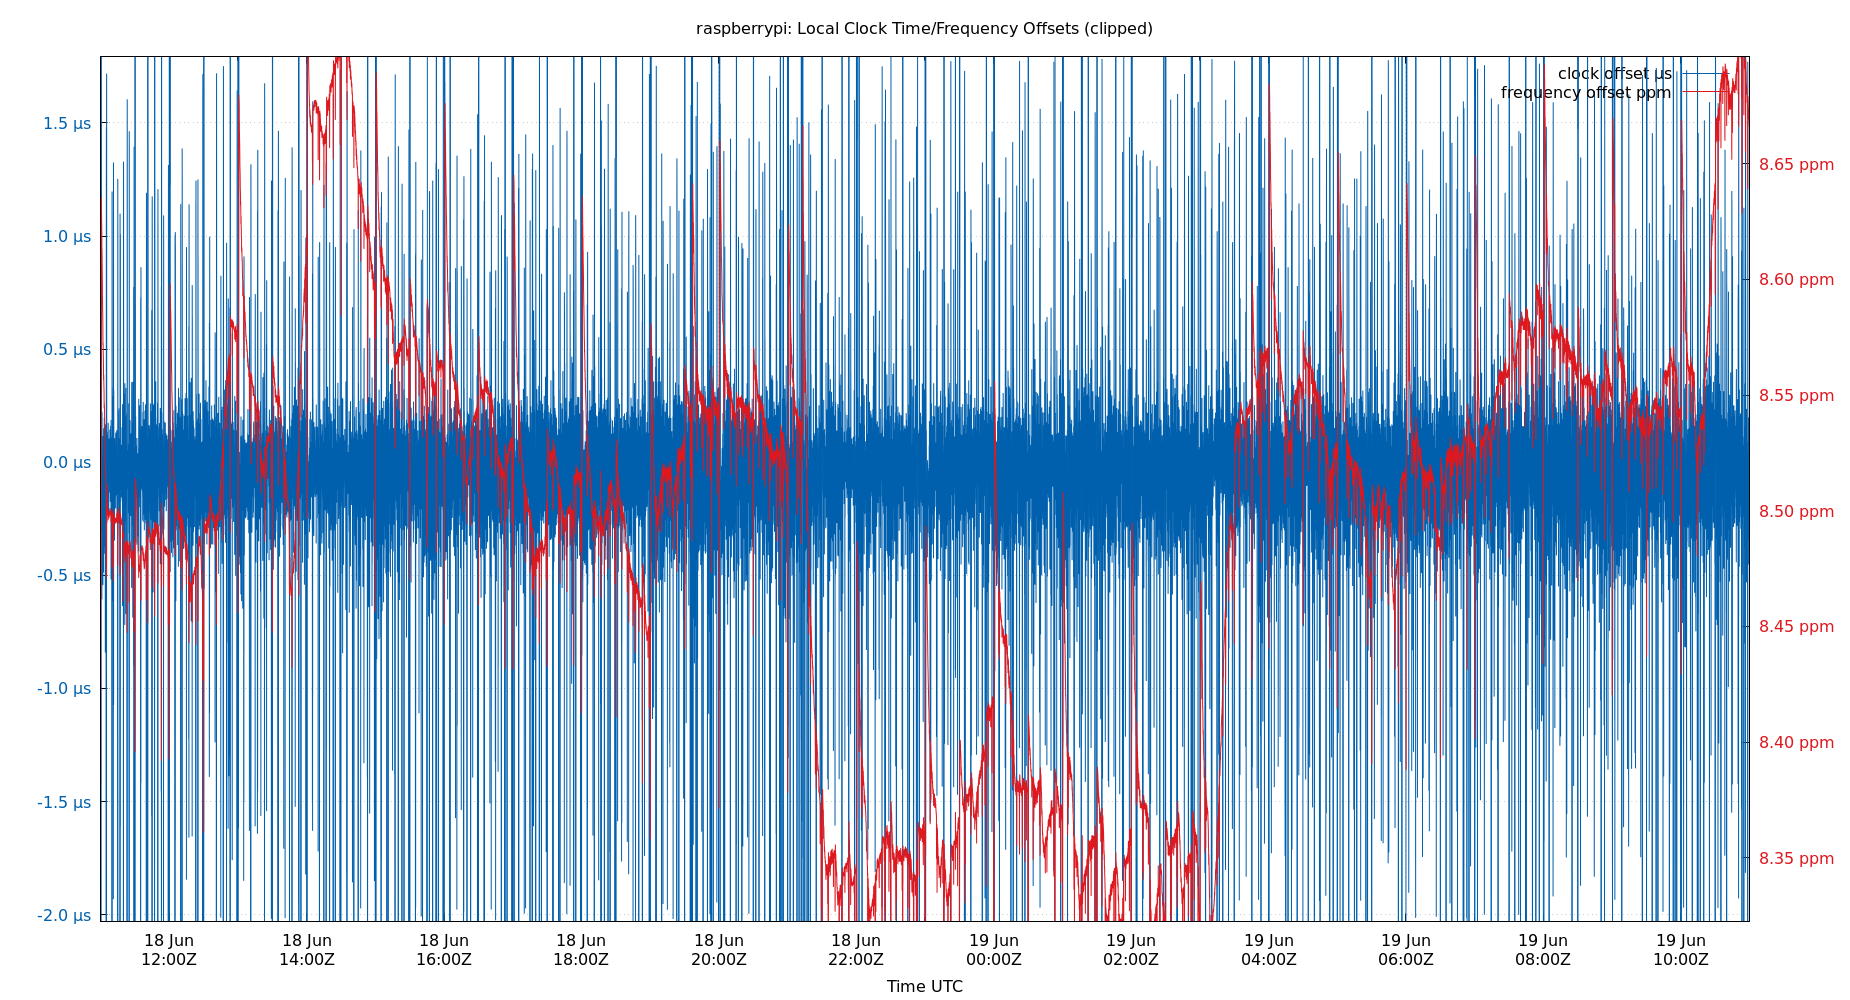 raspberrypi: Local Clock Time/Frequency Offsets (clipped)
clock offset µs
frequency offset ppm
1.5 µs
1.0 µs
0.5 µs
0.0 µs
-0.5 µs
-1.0 µs
-1.5 µs
-2.0 µs
8.65 ppm
8.60 ppm
8.55 ppm
8.50 ppm
8.45 ppm
8.40 ppm
8.35 ppm
18 Jun
12:00Z
18 Jun
14:00Z
18 Jun
16:00Z
18 Jun
18:00Z
18 Jun
20:00Z
18 Jun
22:00Z
19 Jun
00:00Z
19 Jun
02:00Z
19 Jun
04:00Z
19 Jun
06:00Z
19 Jun
08:00Z
19 Jun
10:00Z
Time UTC